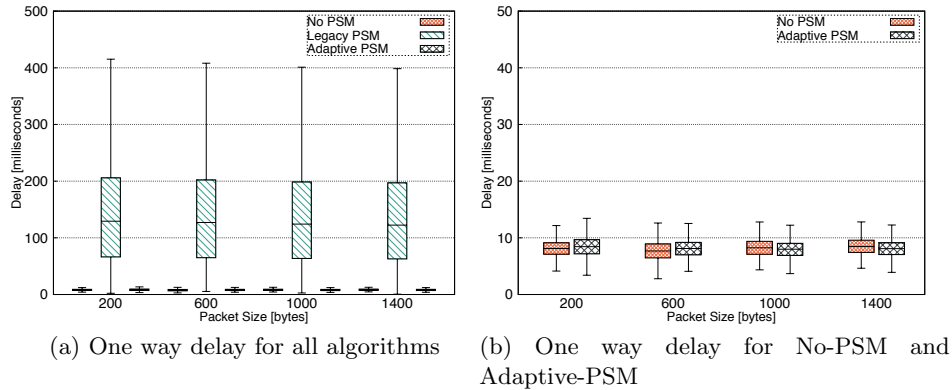 500
400
300
200
100
0
Delay [milliseconds]
No PSM
Legacy PSM
Adaptive PSM
200 600 1000 1400
Packet Size [bytes]
(a) One way delay for all algorithms
50
40
30
20
10
0
Delay [milliseconds]
No PSM
Adaptive PSM
200 600 1000 1400
Packet Size [bytes]
(b) One way delay for No-PSM and
Adaptive-PSM